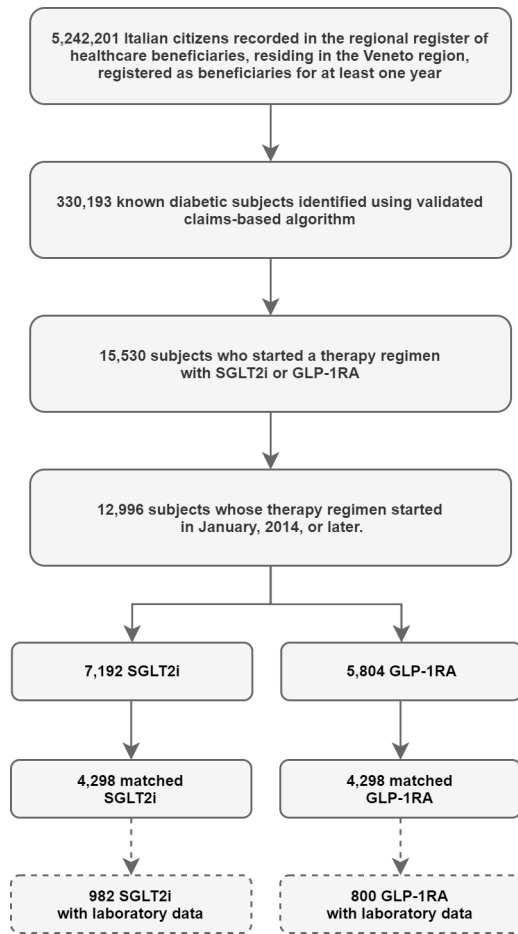 5,242,201 Italian citizens recorded in the regional register of
healthcare beneficiaries, residing in the Veneto region,
registered as beneficiaries for at least one year
330,193 known diabetic subjects identified using validated
claims-based algorithm
15,530 subjects who started a therapy regimen
with SGLT2i or GLP-1RA
12,996 subjects whose therapy regimen started
in January, 2014, or later.
7,192 SGLT2i
5,804 GLP-1RA
4,298 matched
SGLT2i
4,298 matched
GLP-1RA
982 SGLT2i
with laboratory data
800 GLP-1RA
with laboratory data